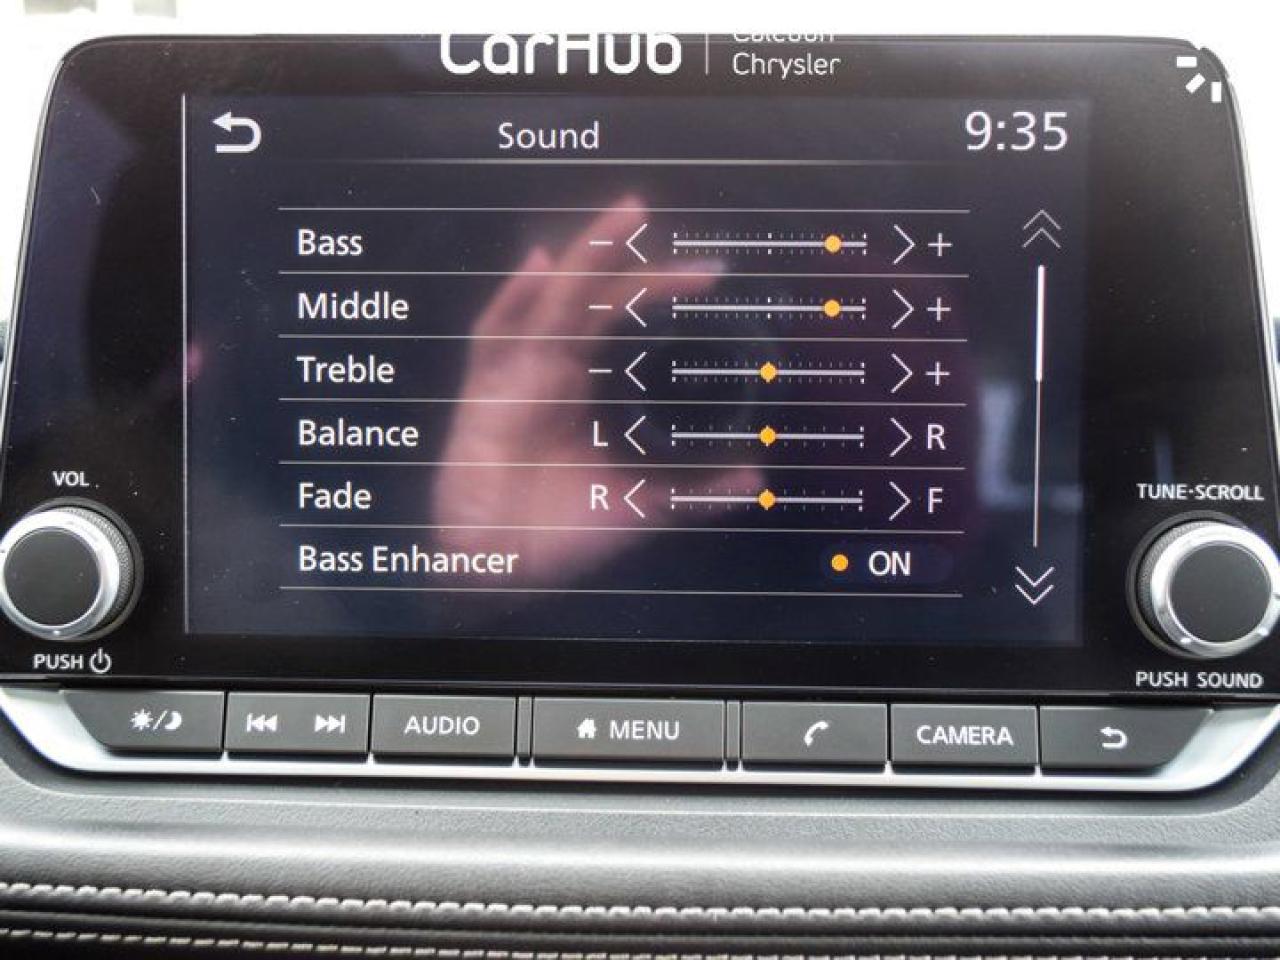 CarHub
Chrysler
Sound 9:35
Bass - +
Middle - +
Treble - +
Balance L R
Fade R F
Bass Enhancer ON
VOL
TUNE·SCROLL
PUSH
PUSH SOUND
AUDIO MENU CAMERA